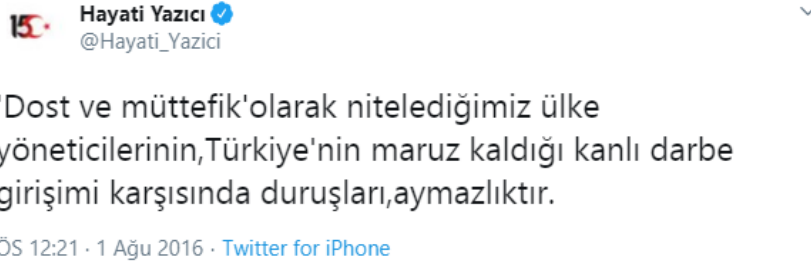 15
Hayati Yazıcı
@Hayati_Yazici
'Dost ve müttefik'olarak nitelediğimiz ülke
yöneticilerinin,Türkiye'nin maruz kaldığı kanlı darbe
girişimi karşısında duruşları,aymazlıktır.
ÖS 12:21 · 1 Ağu 2016 · Twitter for iPhone